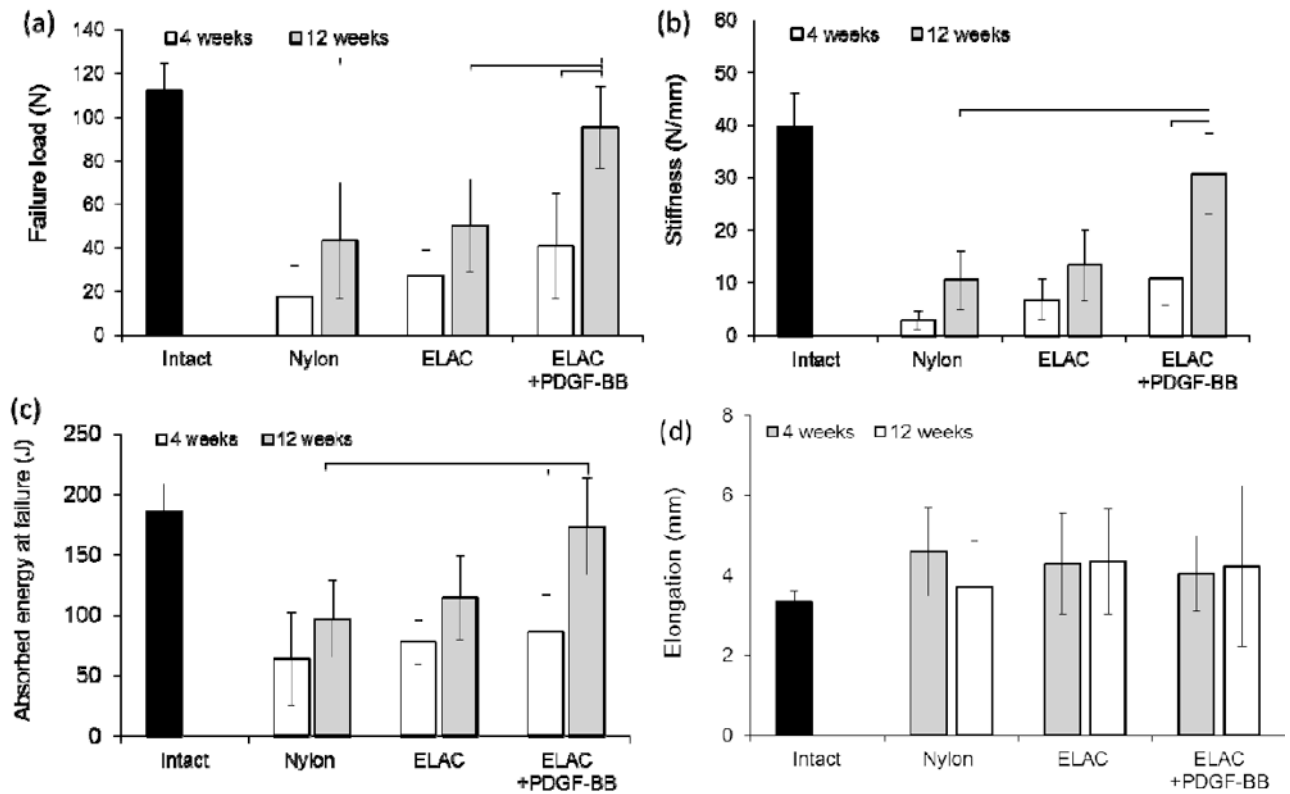 (a)
Failure load (N)
140
120
100
80
60
40
20
0
4 weeks
12 weeks
Intact
Nylon
ELAC
ELAC
+PDGF-BB
(b)
Stiffness (N/mm)
60
50
40
30
20
10
0
4 weeks
12 weeks
Intact
Nylon
ELAC
ELAC
+PDGF-BB
(c)
Absorbed energy at failure (J)
250
200
150
100
50
0
4 weeks
12 weeks
Intact
Nylon
ELAC
ELAC
+PDGF-BB
(d)
Elongation (mm)
8
6
4
2
0
4 weeks
12 weeks
Intact
Nylon
ELAC
ELAC
+PDGF-BB